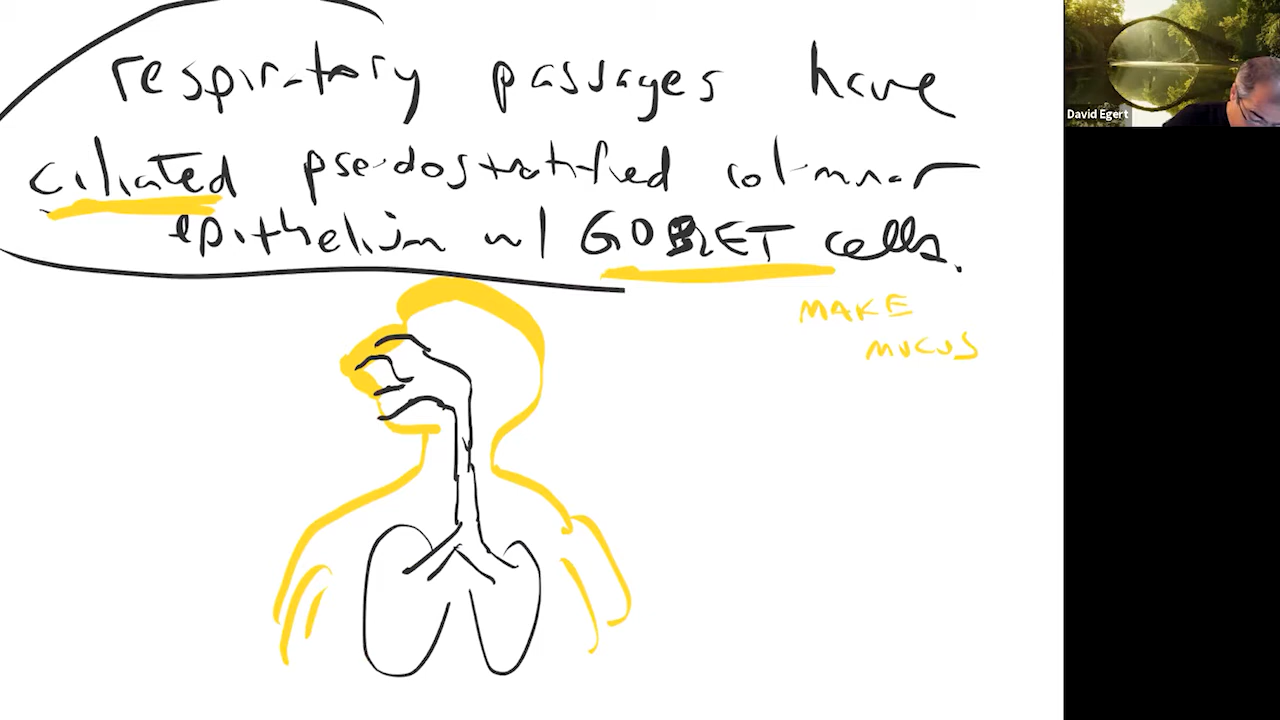 respiratory passages have
ciliated pseudostratified columnar
epithelium w/ GOBLET cells.
MAKE
MUCUS
David Egert